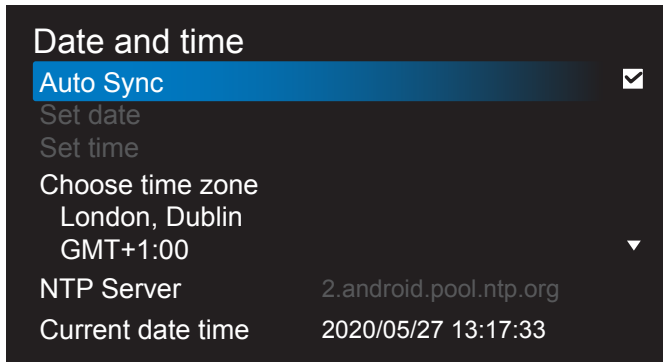 Date and time
Auto Sync
Set date
Set time
Choose time zone
London, Dublin
GMT+1:00
NTP Server 2.android.pool.ntp.org
Current date time 2020/05/27 13:17:33